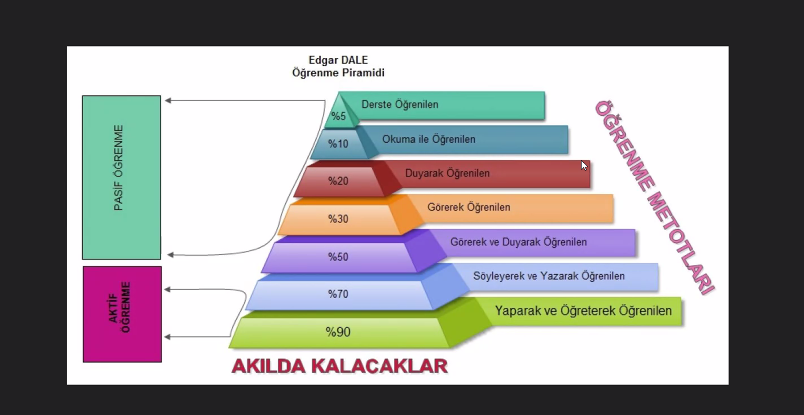 Edgar DALE
Öğrenme Piramidi
PASIF ÖĞRENME
AKTİF
ÖĞRENME
%5 Derste Öğrenilen
%10 Okuma ile Öğrenilen
%20 Duyarak Öğrenilen
%30 Görerek Öğrenilen
%50 Görerek ve Duyarak Öğrenilen
%70 Söyleyerek ve Yazarak Öğrenilen
%90 Yaparak ve Öğreterek Öğrenilen
ÖĞRENME METOTLARI
AKILDA KALACAKLAR